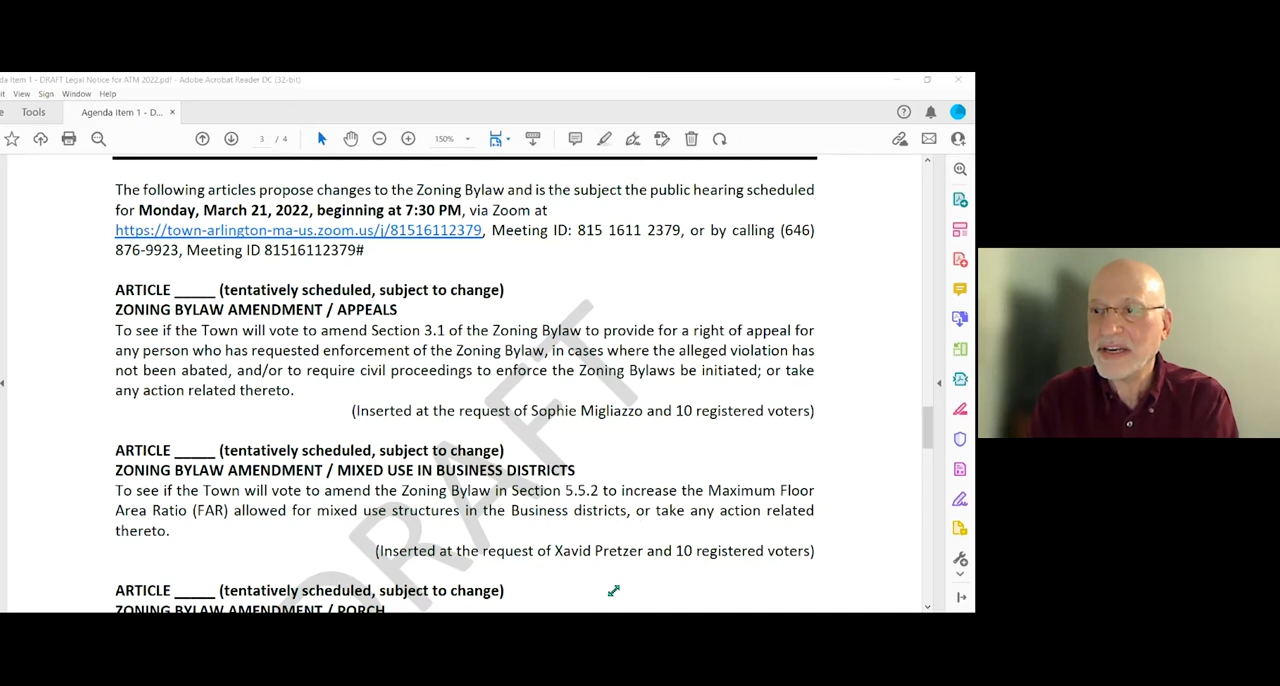 da Item 1 - DRAFT Legal Notice for ATM 2022.pdf - Adobe Acrobat Reader DC (32-bit)
it View Sign Window Help
e Tools Agenda Item 1 - D... ×
3 / 4 150%
The following articles propose changes to the Zoning Bylaw and is the subject the public hearing scheduled
for Monday, March 21, 2022, beginning at 7:30 PM, via Zoom at
https://town-arlington-ma-us.zoom.us/j/81516112379, Meeting ID: 815 1611 2379, or by calling (646)
876-9923, Meeting ID 81516112379#
ARTICLE _____ (tentatively scheduled, subject to change)
ZONING BYLAW AMENDMENT / APPEALS
To see if the Town will vote to amend Section 3.1 of the Zoning Bylaw to provide for a right of appeal for
any person who has requested enforcement of the Zoning Bylaw, in cases where the alleged violation has
not been abated, and/or to require civil proceedings to enforce the Zoning Bylaws be initiated; or take
any action related thereto.
(Inserted at the request of Sophie Migliazzo and 10 registered voters)
ARTICLE _____ (tentatively scheduled, subject to change)
ZONING BYLAW AMENDMENT / MIXED USE IN BUSINESS DISTRICTS
To see if the Town will vote to amend the Zoning Bylaw in Section 5.5.2 to increase the Maximum Floor
Area Ratio (FAR) allowed for mixed use structures in the Business districts, or take any action related
thereto.
(Inserted at the request of Xavid Pretzer and 10 registered voters)
ARTICLE _____ (tentatively scheduled, subject to change)
ZONING BYLAW AMENDMENT / PORCH
DRAFT